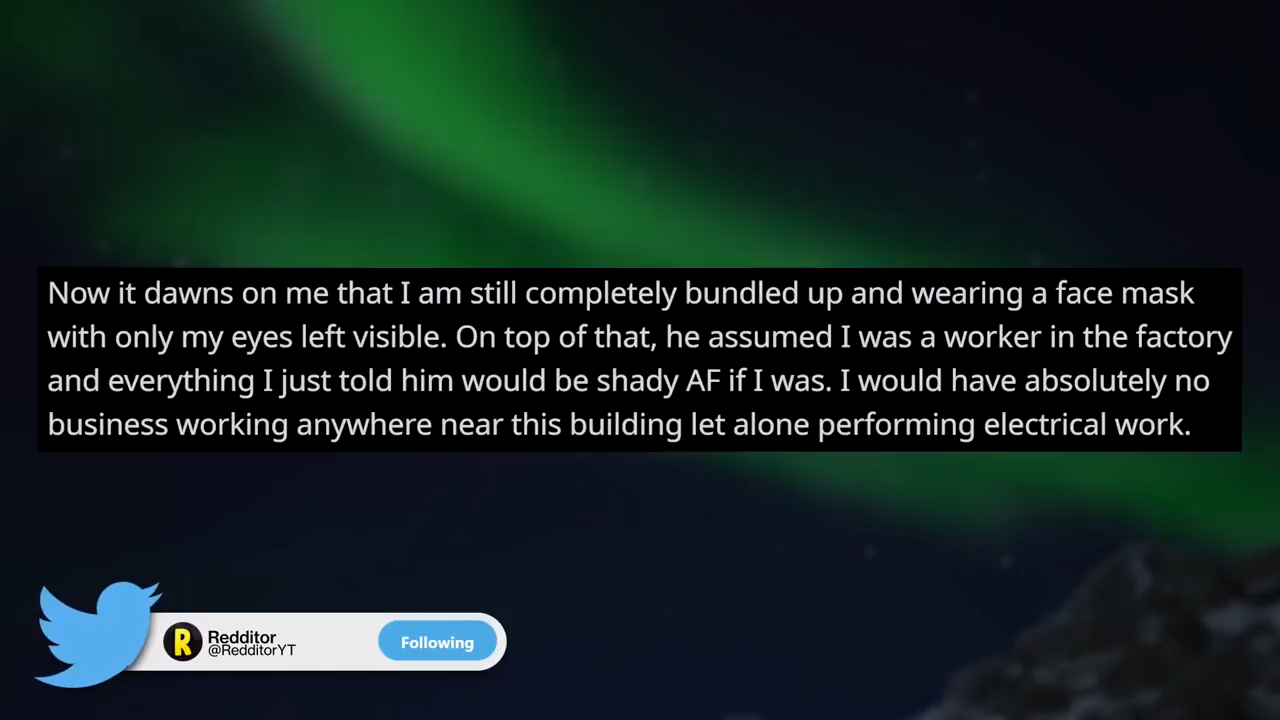 Now it dawns on me that I am still completely bundled up and wearing a face mask
with only my eyes left visible. On top of that, he assumed I was a worker in the factory
and everything I just told him would be shady AF if I was. I would have absolutely no
business working anywhere near this building let alone performing electrical work.
R
Redditor
@RedditorYT
Following